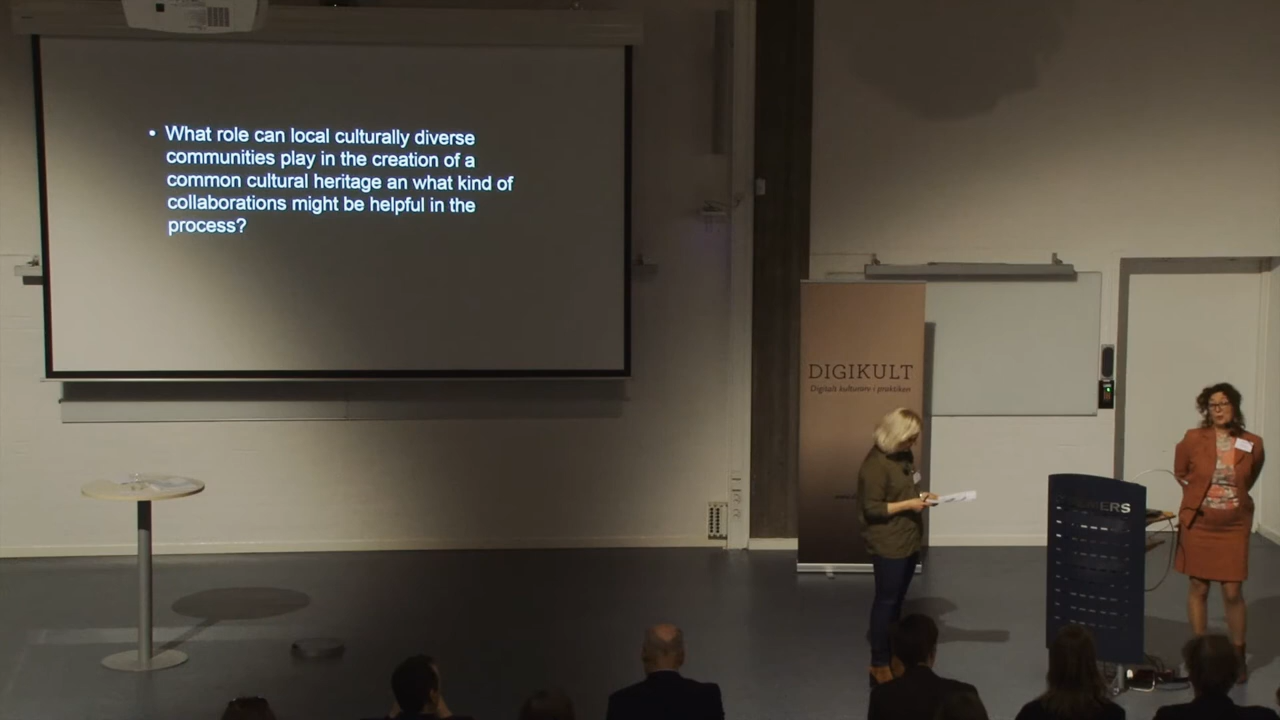 • What role can local culturally diverse
communities play in the creation of a
common cultural heritage an what kind of
collaborations might be helpful in the
process?
DIGIKULT
Digitalt kulturarv i praktiken